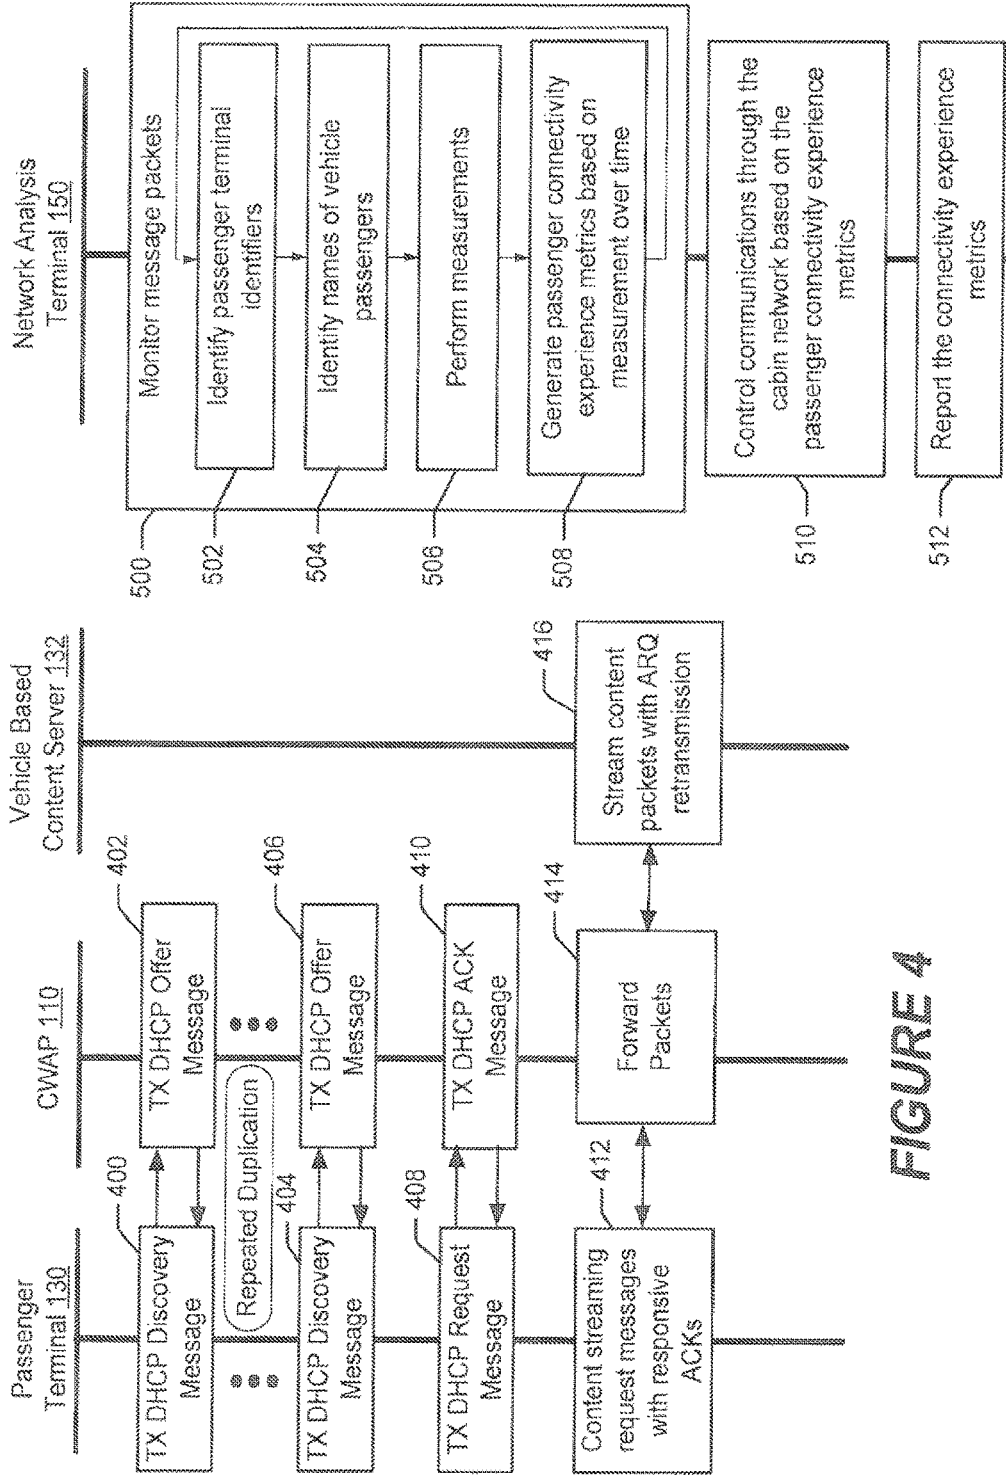 Passenger
Terminal 130
CWAP 110
Vehicle Based
Content Server 132
Network Analysis
Terminal 150
400
TX DHCP Discovery
Message
402
TX DHCP Offer
Message
Repeated Duplication
404
TX DHCP Discovery
Message
406
TX DHCP Offer
Message
408
TX DHCP Request
Message
410
TX DHCP ACK
Message
412
Content streaming
request messages
with responsive
ACKs
414
Forward
Packets
416
Stream content
packets with ARQ
retransmission
500
Monitor message packets
502
Identify passenger terminal
identifiers
504
Identify names of vehicle
passengers
506
Perform measurements
508
Generate passenger connectivity
experience metrics based on
measurement over time
510
Control communications through the
cabin network based on the
passenger connectivity experience
metrics
512
Report the connectivity experience
metrics
FIGURE 4